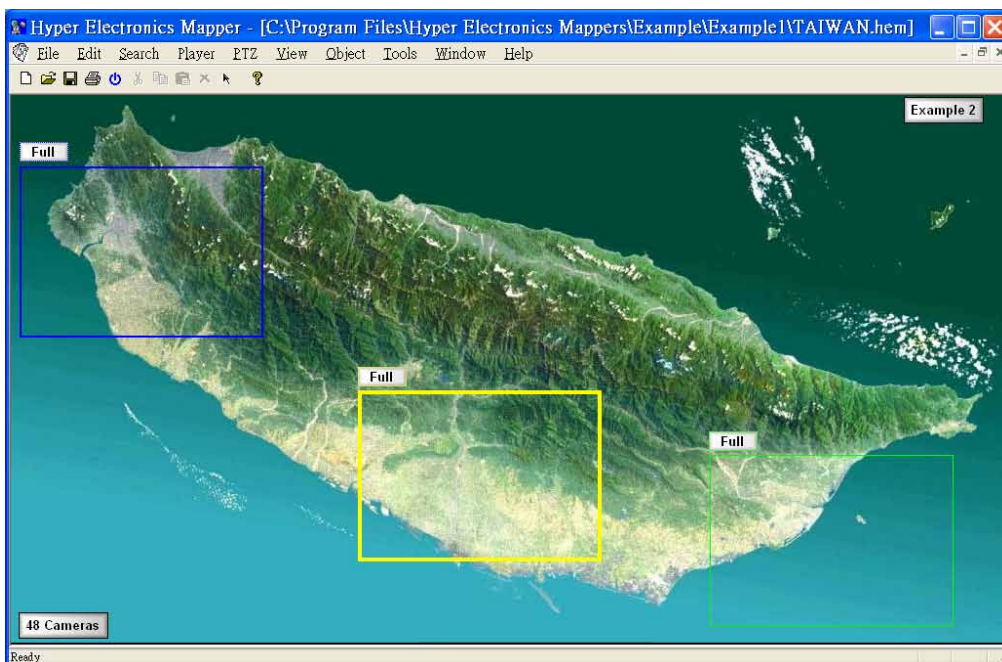 Hyper Electronics Mapper - [C:\Program Files\Hyper Electronics Mappers\Example\Example1\TAIWAN.hem]
File Edit Search Player PTZ View Object Tools Window Help
Example 2
Full
Full
Full
48 Cameras
Ready